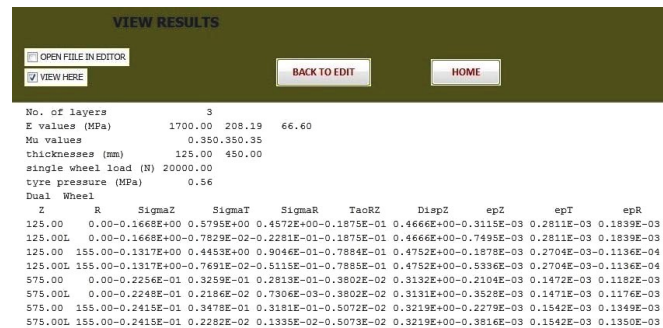 VIEW RESULTS
OPEN FIILE IN EDITOR
VIEW HERE
BACK TO EDIT
HOME
No. of layers 3
E values (MPa) 1700.00 208.19 66.60
Mu values 0.350.350.35
thicknesses (mm) 125.00 450.00
single wheel load (N) 20000.00
tyre pressure (MPa) 0.56
Dual Wheel
Z R SigmaZ SigmaT SigmaR TaoRZ DispZ epZ epT epR
125.00 0.00-0.1668E+00 0.5795E+00 0.4572E+00-0.1875E-01 0.4666E+00-0.3115E-03 0.2811E-03 0.1839E-03
125.00L 0.00-0.1668E+00-0.7829E-02-0.2281E-01-0.1875E-01 0.4666E+00-0.7495E-03 0.2811E-03 0.1839E-03
125.00 155.00-0.1317E+00 0.4453E+00 0.9046E-01-0.7884E-01 0.4752E+00-0.1878E-03 0.2704E-03-0.1136E-04
125.00L 155.00-0.1317E+00-0.7691E-02-0.5115E-01-0.7885E-01 0.4752E+00-0.5336E-03 0.2704E-03-0.1136E-04
575.00 0.00-0.2256E-01 0.3259E-01 0.2813E-01-0.3802E-02 0.3132E+00-0.2104E-03 0.1472E-03 0.1182E-03
575.00L 0.00-0.2248E-01 0.2186E-02 0.7306E-03-0.3802E-02 0.3131E+00-0.3528E-03 0.1471E-03 0.1176E-03
575.00 155.00-0.2415E-01 0.3478E-01 0.3181E-01-0.5072E-02 0.3219E+00-0.2279E-03 0.1542E-03 0.1349E-03
575.00L 155.00-0.2415E-01 0.2282E-02 0.1335E-02-0.5073E-02 0.3219E+00-0.3816E-03 0.1542E-03 0.1350E-03